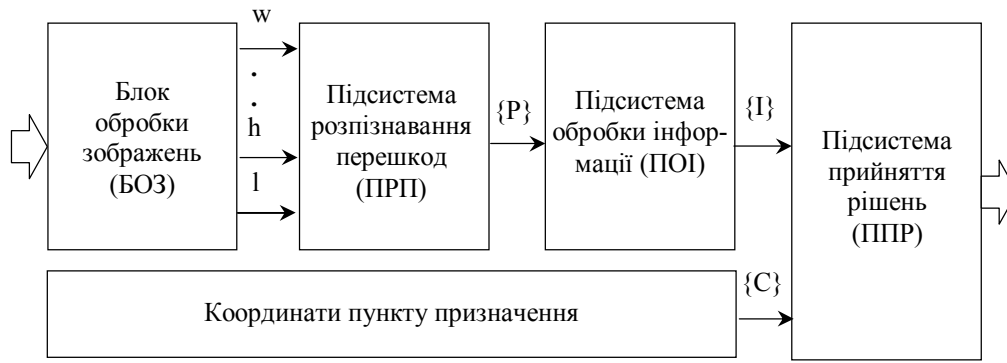 w
.
.
h
l
Блок
обробки
зображень
(БОЗ)
Підсистема
розпізнавання
перешкод
(ПРП)
{P}
Підсистема
обробки інфор-
мації (ПОІ)
{I}
Підсистема
прийняття
рішень
(ППР)
Координати пункту призначення
{C}